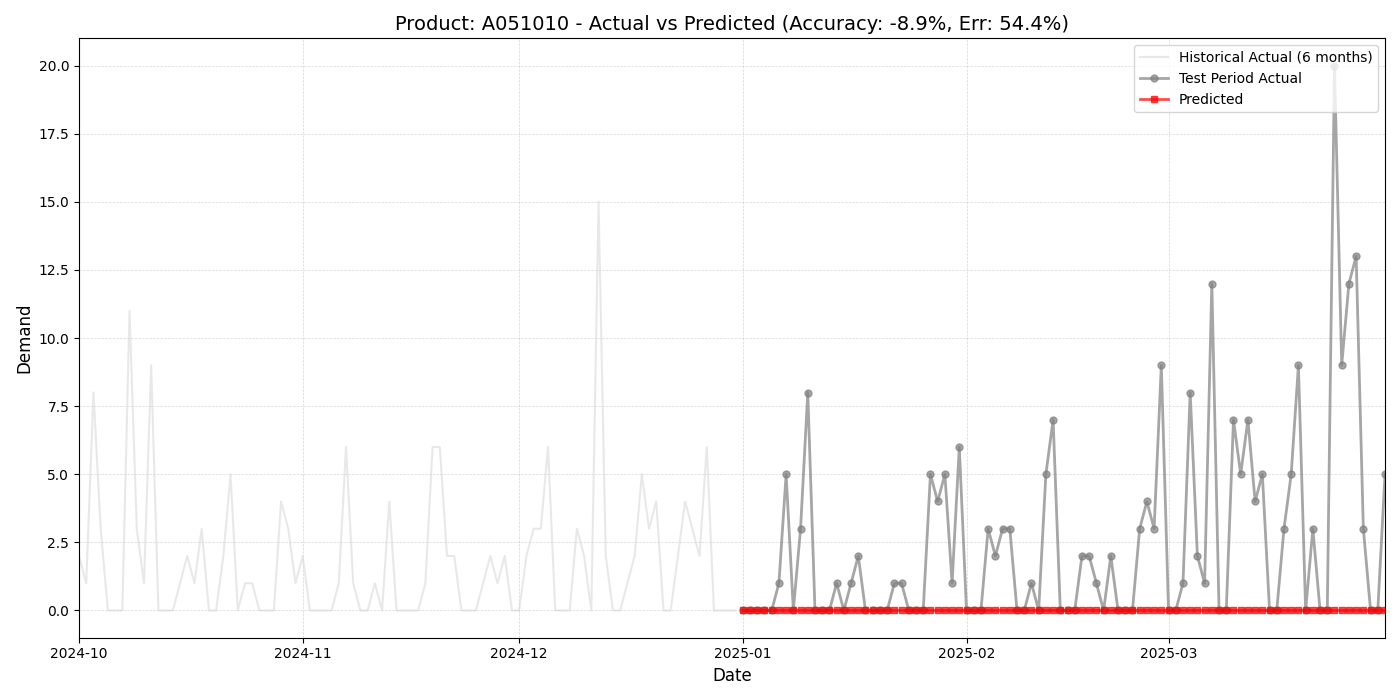 Product: A051010 - Actual vs Predicted (Accuracy: -8.9%, Err: 54.4%)
Historical Actual (6 months)
Test Period Actual
Predicted
Demand
20.0
17.5
15.0
12.5
10.0
7.5
5.0
2.5
0.0
2024-10
2024-11
2024-12
2025-01
2025-02
2025-03
Date